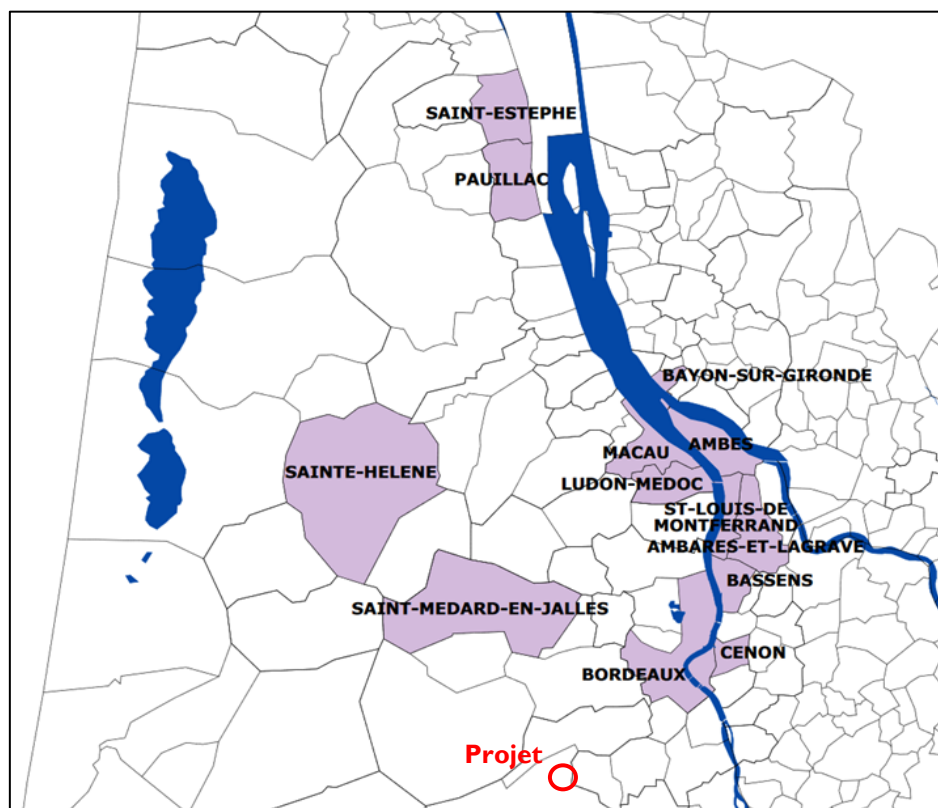 SAINT-ESTEPHE
PAUILLAC
BAYON-SUR-GIRONDE
AMBES
MACAU
SAINTE-HELENE
LUDON-MEDOC
ST-LOUIS-DE
MONTFERRAND
AMBARES-ET-LAGRAVE
BASSENS
SAINT-MEDARD-EN-JALLES
CENON
BORDEAUX
Projet